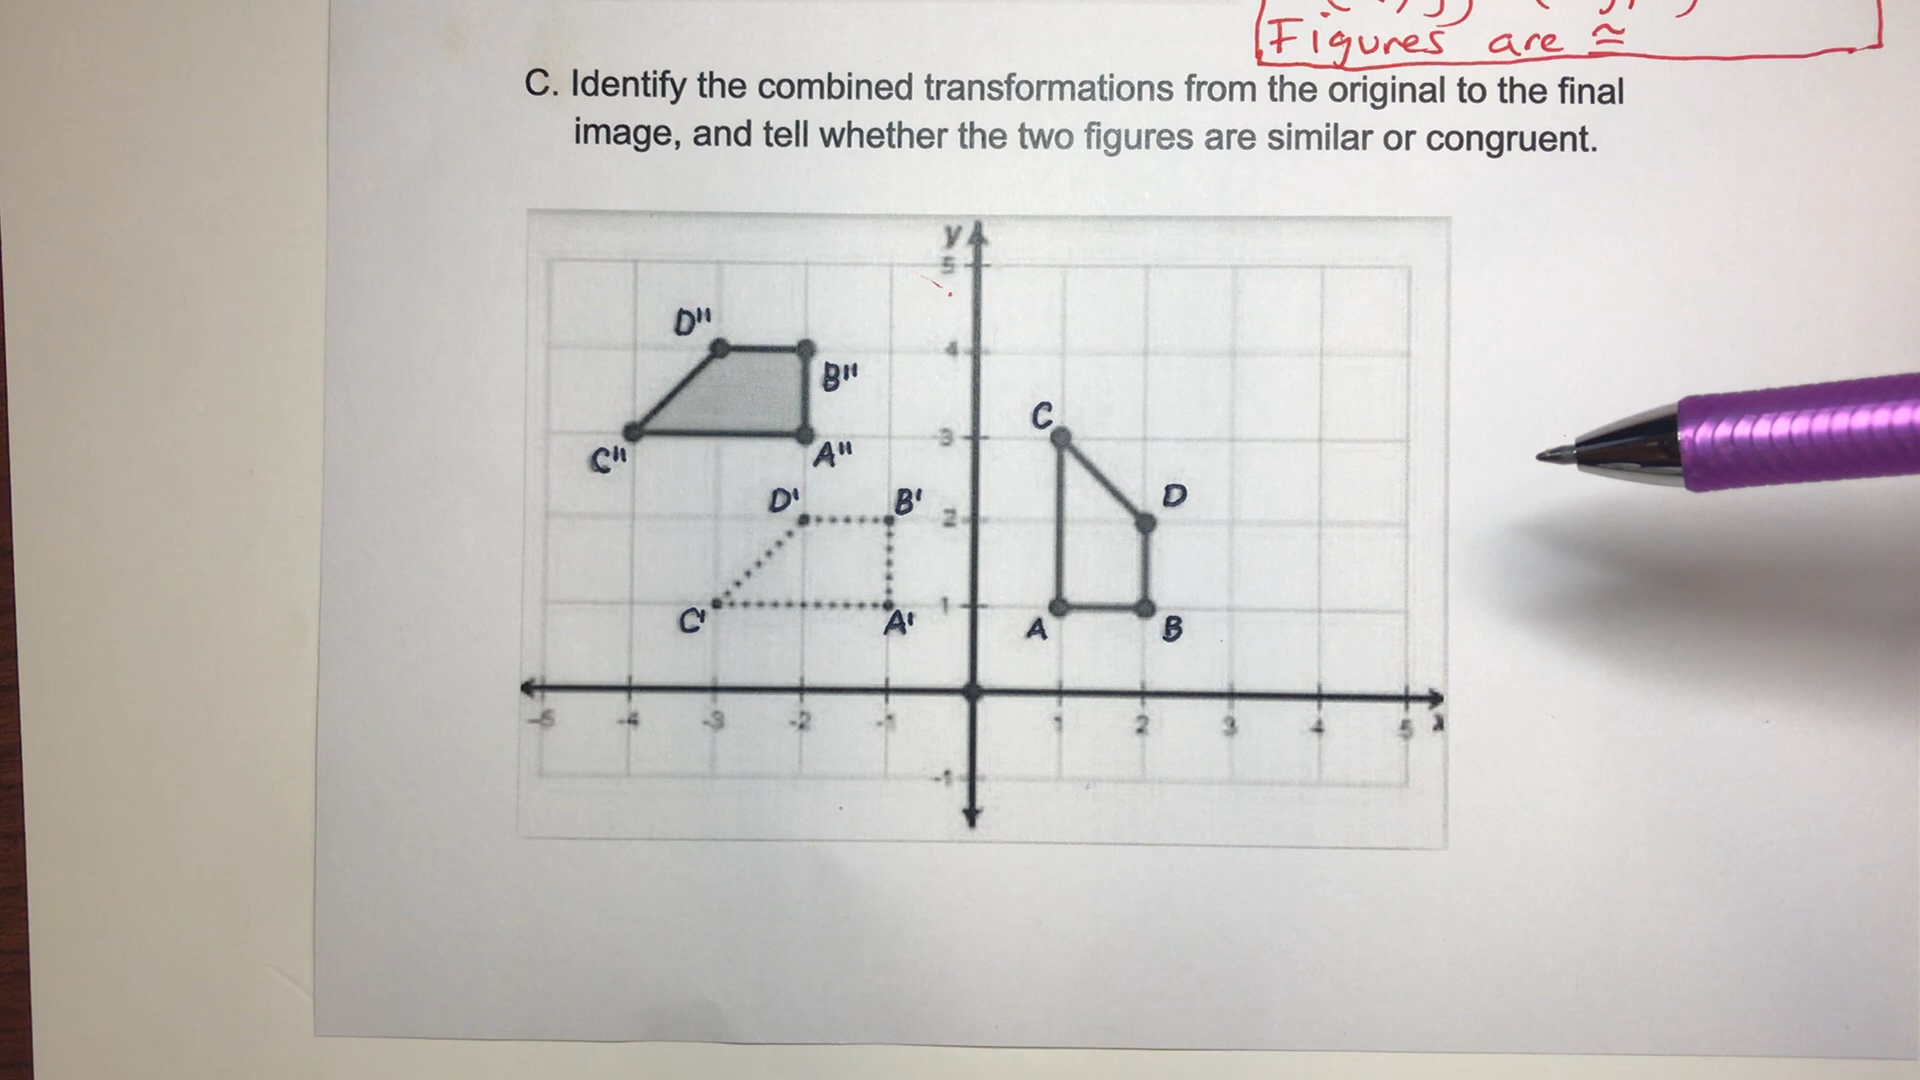 Figures are ≅
C. Identify the combined transformations from the original to the final
image, and tell whether the two figures are similar or congruent.
y
5
D"
4
B"
C
3
C"
A"
D'
B'
2
D
C'
A'
1
A
B
-5 -4 -3 -2 -1 1 2 3 4 5
-1